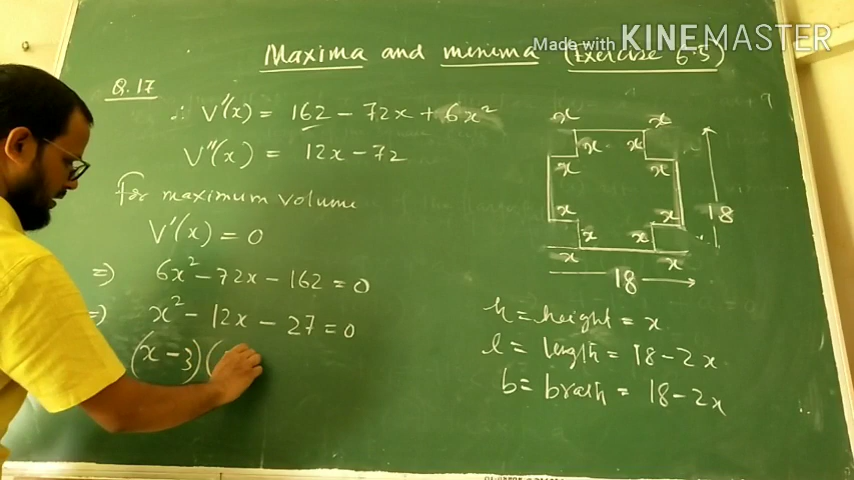 Made with KINEMASTER
Maxima and minima (Exercise 6.5)
Q.17
∴ V'(x) = 162 - 72x + 6x²
V''(x) = 12x - 72
for maximum volume
V'(x) = 0
=) 6x² - 72x - 162 = 0
=) x² - 12x - 27 = 0
(x - 3)(
x x
x x
x x
x x
x x
x x
18
18
h = height = x
l = length = 18 - 2x
b = brath = 18 - 2x